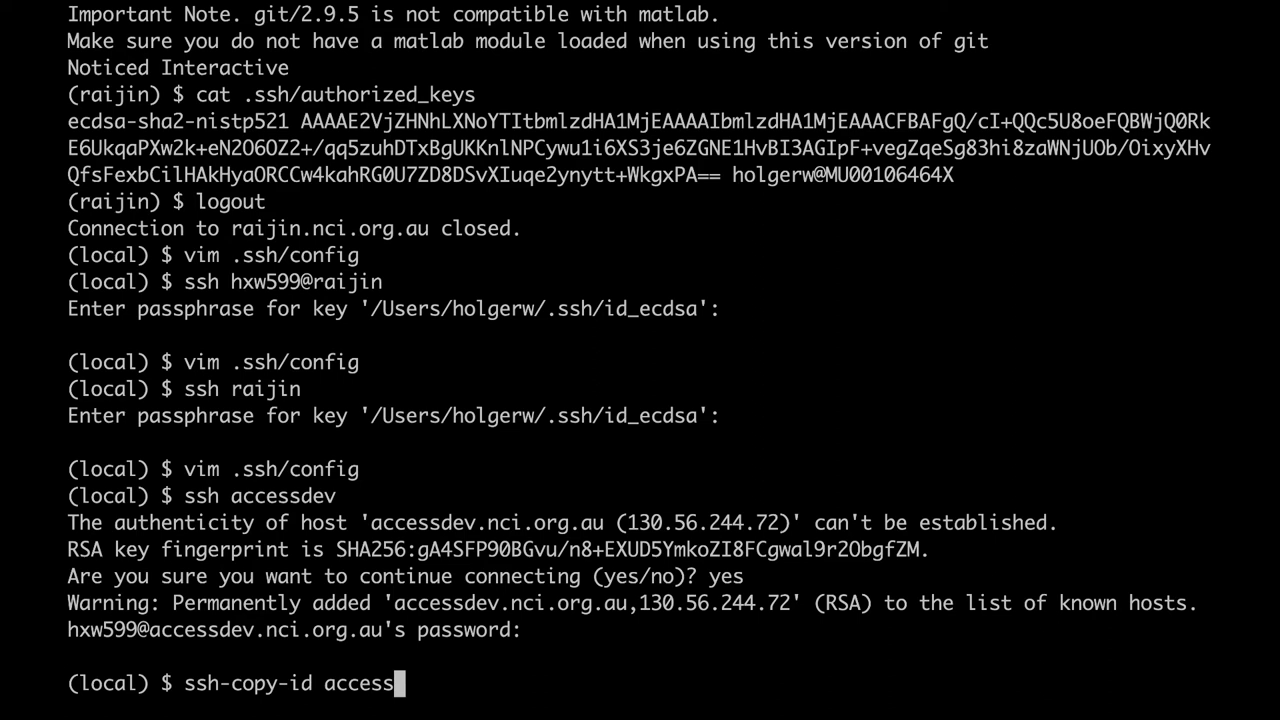 Important Note. git/2.9.5 is not compatible with matlab.
Make sure you do not have a matlab module loaded when using this version of git
Noticed Interactive
(raijin) $ cat .ssh/authorized_keys
ecdsa-sha2-nistp521 AAAAE2VjZHNhLXNoYTItbmlzdHA1MjEAAAAIbmlzdHA1MjEAAACFBAFgQ/cI+QQc5U8oeFQBWjQ0Rk
E6UkqaPXw2k+eN2O6OZ2+/qq5zuhDTxBgUKKnlNPCywu1i6XS3je6ZGNE1HvBI3AGIpF+vegZqeSg83hi8zaWNjUOb/OixyXHv
QfsFexbCilHAkHyaORCCw4kahRG0U7ZD8DSvXIuqe2ynytt+WkgxPA== holgerw@MU00106464X
(raijin) $ logout
Connection to raijin.nci.org.au closed.
(local) $ vim .ssh/config
(local) $ ssh hxw599@raijin
Enter passphrase for key '/Users/holgerw/.ssh/id_ecdsa':
(local) $ vim .ssh/config
(local) $ ssh raijin
Enter passphrase for key '/Users/holgerw/.ssh/id_ecdsa':
(local) $ vim .ssh/config
(local) $ ssh accessdev
The authenticity of host 'accessdev.nci.org.au (130.56.244.72)' can't be established.
RSA key fingerprint is SHA256:gA4SFP90BGvu/n8+EXUD5YmkoZI8FCgwal9r2ObgfZM.
Are you sure you want to continue connecting (yes/no)? yes
Warning: Permanently added 'accessdev.nci.org.au,130.56.244.72' (RSA) to the list of known hosts.
hxw599@accessdev.nci.org.au's password:
(local) $ ssh-copy-id access